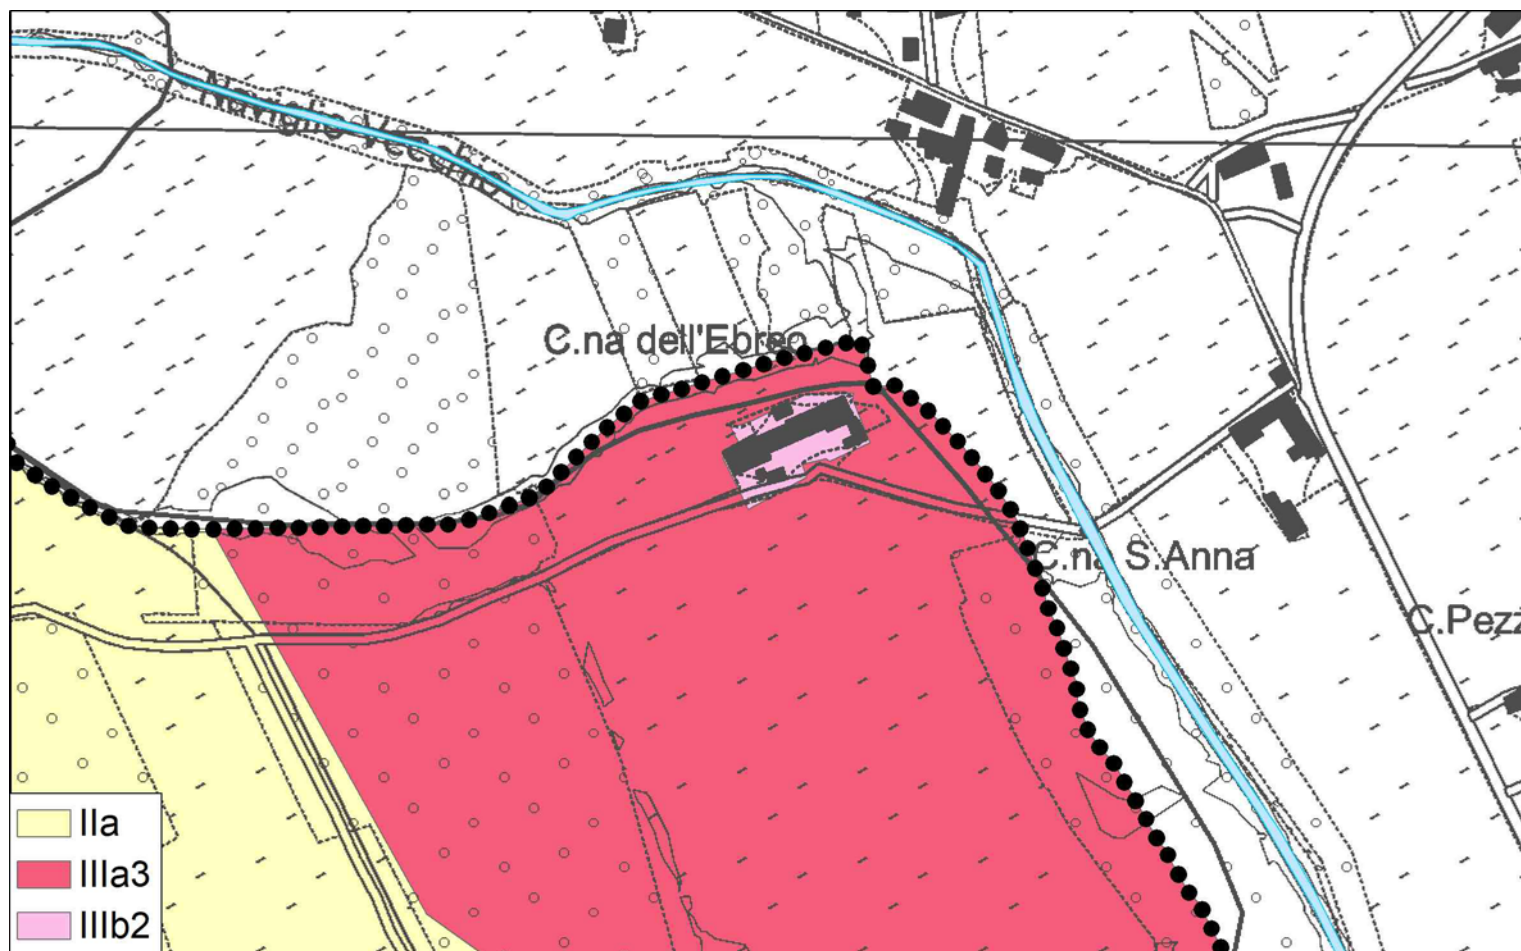 Naviglio Vecchio
C.na dell'Ebreo
C.na S.Anna
C.Pezz
IIa
IIIa3
IIIb2